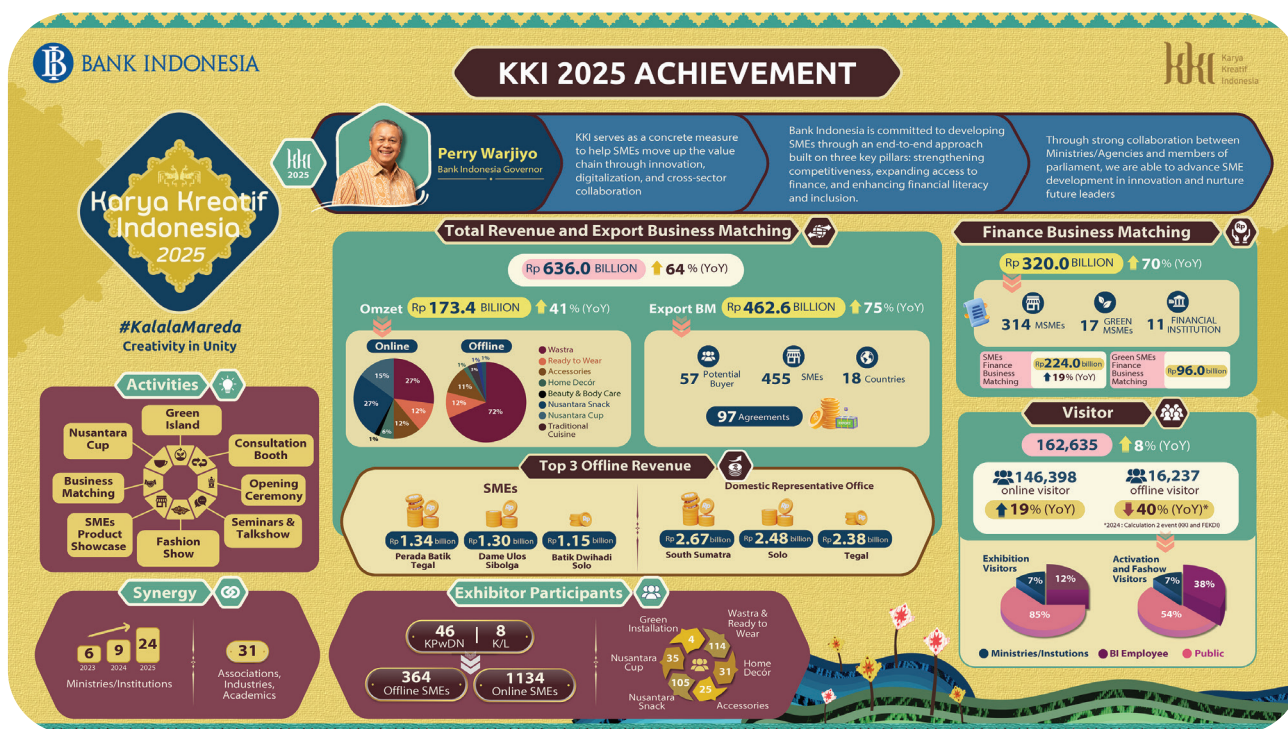 BANK INDONESIA
KKI 2025 ACHIEVEMENT
kki
Karya
Kreatif
Indonesia
Karya Kreatif
Indonesia
2025
#KalalaMareda
Creativity in Unity
kki
2025
Perry Warjiyo
Bank Indonesia Governor
KKI serves as a concrete measure
to help SMEs move up the value
chain through innovation,
digitalization, and cross-sector
collaboration
Bank Indonesia is committed to developing
SMEs through an end-to-end approach
built on three key pillars: strengthening
competitiveness, expanding access to
finance, and enhancing financial literacy
and inclusion.
Through strong collaboration between
Ministries/Agencies and members of
parliament, we are able to advance SME
development in innovation and nurture
future leaders
Total Revenue and Export Business Matching
Rp 636.0 BILLION 64 % (YoY)
Omzet Rp 173.4 BILIION 41 % (YoY)
Export BM Rp 462.6 BILLION 75 % (YoY)
Online
15%
27%
27%
12%
12%
6%
1%
Offline
1% 1%
1%
1%
11%
12%
72%
Wastra
Ready to Wear
Accessories
Home Decór
Beauty & Body Care
Nusantara Snack
Nusantara Cup
Traditional
Cuisine
57 Potential
Buyer
455 SMEs
18 Countries
97 Agreements
Top 3 Offline Revenue
SMEs
Rp 1.34 billion
Perada Batik
Tegal
Rp 1.30 billion
Dame Ulos
Sibolga
Rp 1.15 billion
Batik Dwihadi
Solo
Domestic Representative Office
Rp 2.67 billion
South Sumatra
Rp 2.48 billion
Solo
Rp 2.38 billion
Tegal
Finance Business Matching
Rp
Rp 320.0 BILLION 70 % (YoY)
314 MSMEs
17 GREEN
MSMEs
11 FINANCIAL
INSTITUTION
SMEs
Finance
Business
Matching
Rp 224.0 billion
19% (YoY)
Green SMEs
Finance
Business
Matching
Rp 96.0 billion
Visitor
162,635 8 % (YoY)
146,398
online visitor
19 % (YoY)
16,237
offline visitor
40 % (YoY)*
*2024 : Calculation 2 event (KKI and FEKDI)
Exhibition
Visitors
7%
12%
85%
Activation
and Fashow
Visitors
7%
38%
54%
Ministries/Instutions
BI Employee
Public
Activities
Green
Island
Nusantara
Cup
Consultation
Booth
Business
Matching
Opening
Ceremony
SMEs
Product
Showcase
Seminars &
Talkshow
Fashion
Show
Synergy
6
9
24
2023
2024
2025
Ministries/Institutions
31
Associations,
Industries,
Academics
Exhibitor Participants
46
KPwDN
8
K/L
364
Offline SMEs
1134
Online SMEs
Green
Installation
4
Wastra &
Ready to
Wear
114
Nusantara
Cup
35
31
Home
Decór
105
Nusantara
Snack
25
Accessories